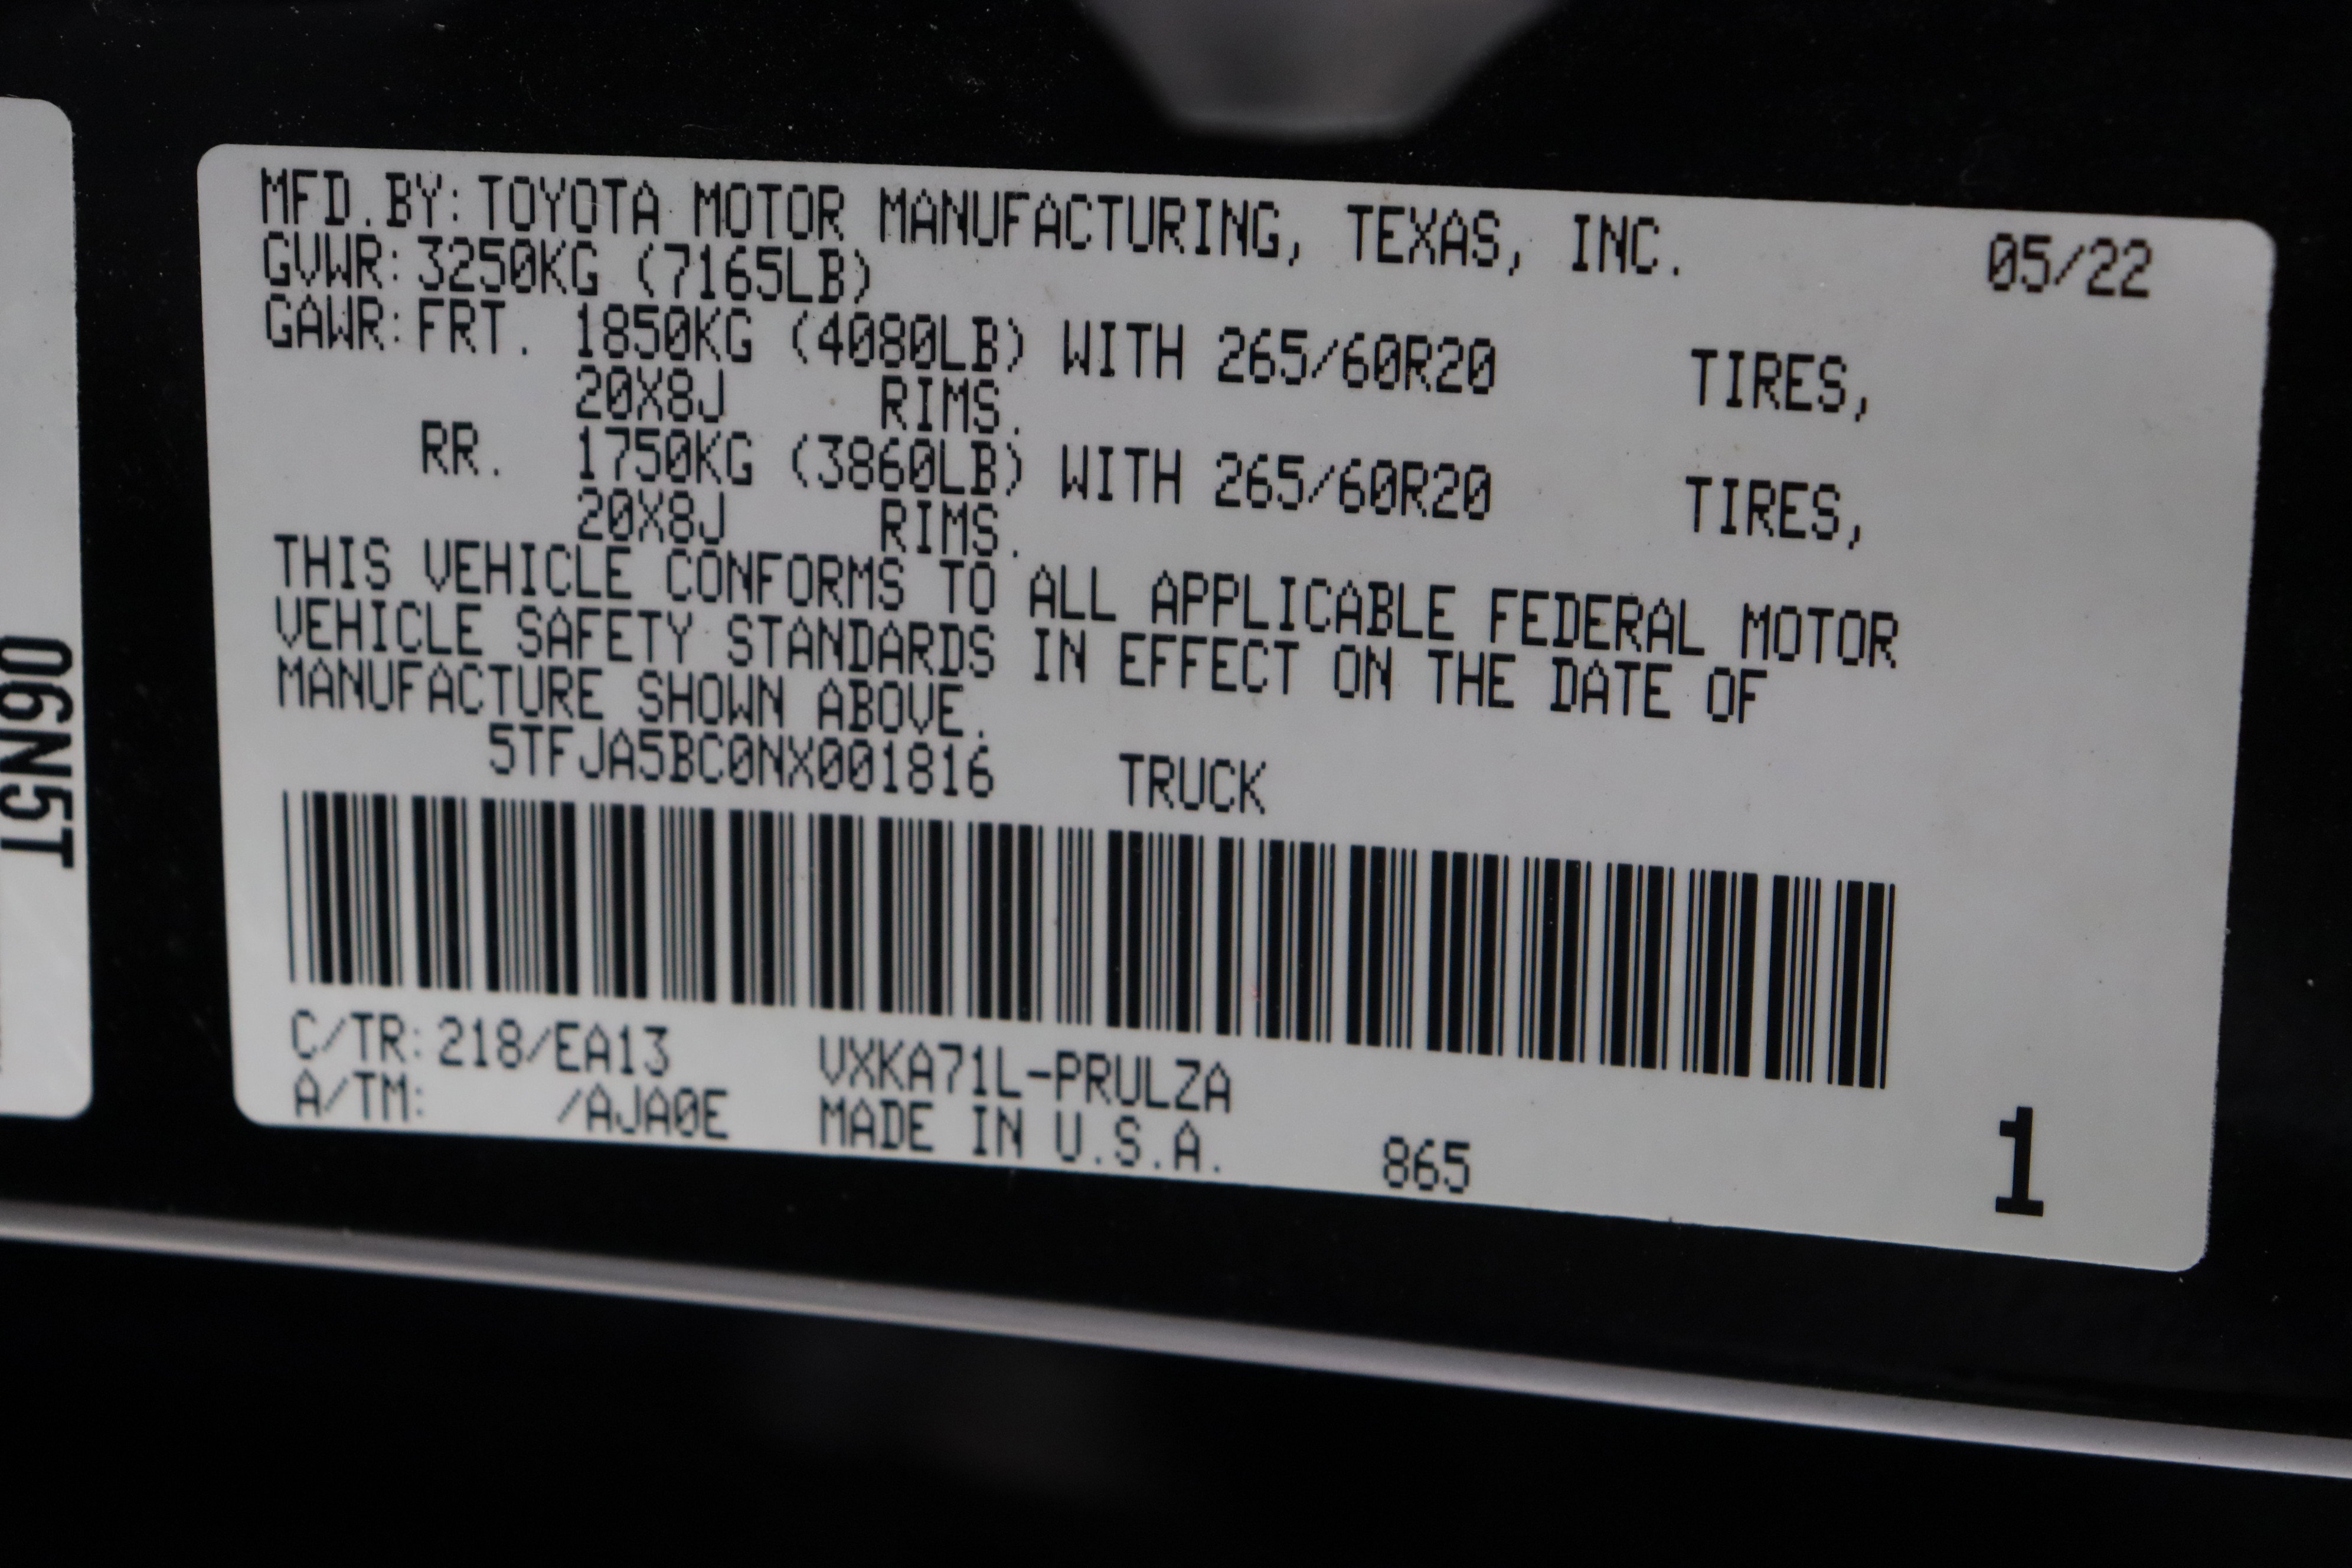 MFD.BY:TOYOTA MOTOR MANUFACTURING, TEXAS, INC. 05/22
GVWR:3250KG (7165LB)
GAWR:FRT. 1850KG (4080LB) WITH 265/60R20 TIRES,
20X8J RIMS.
RR. 1750KG (3860LB) WITH 265/60R20 TIRES,
20X8J RIMS.
THIS VEHICLE CONFORMS TO ALL APPLICABLE FEDERAL MOTOR
VEHICLE SAFETY STANDARDS IN EFFECT ON THE DATE OF
MANUFACTURE SHOWN ABOVE.
5TFJA5BC0NX001816 TRUCK
C/TR:218/EA13 VXKA71L-PRULZA
A/TM: /AJA0E MADE IN U.S.A. 865 1
06N5T